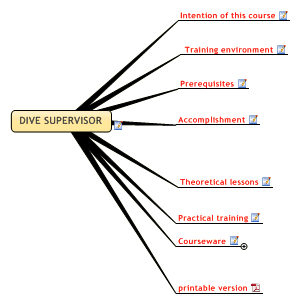 Intention of this course
Training environment
Prerequisites
DIVE SUPERVISOR
Accomplishment
Theoretical lessons
Practical training
Courseware
printable version